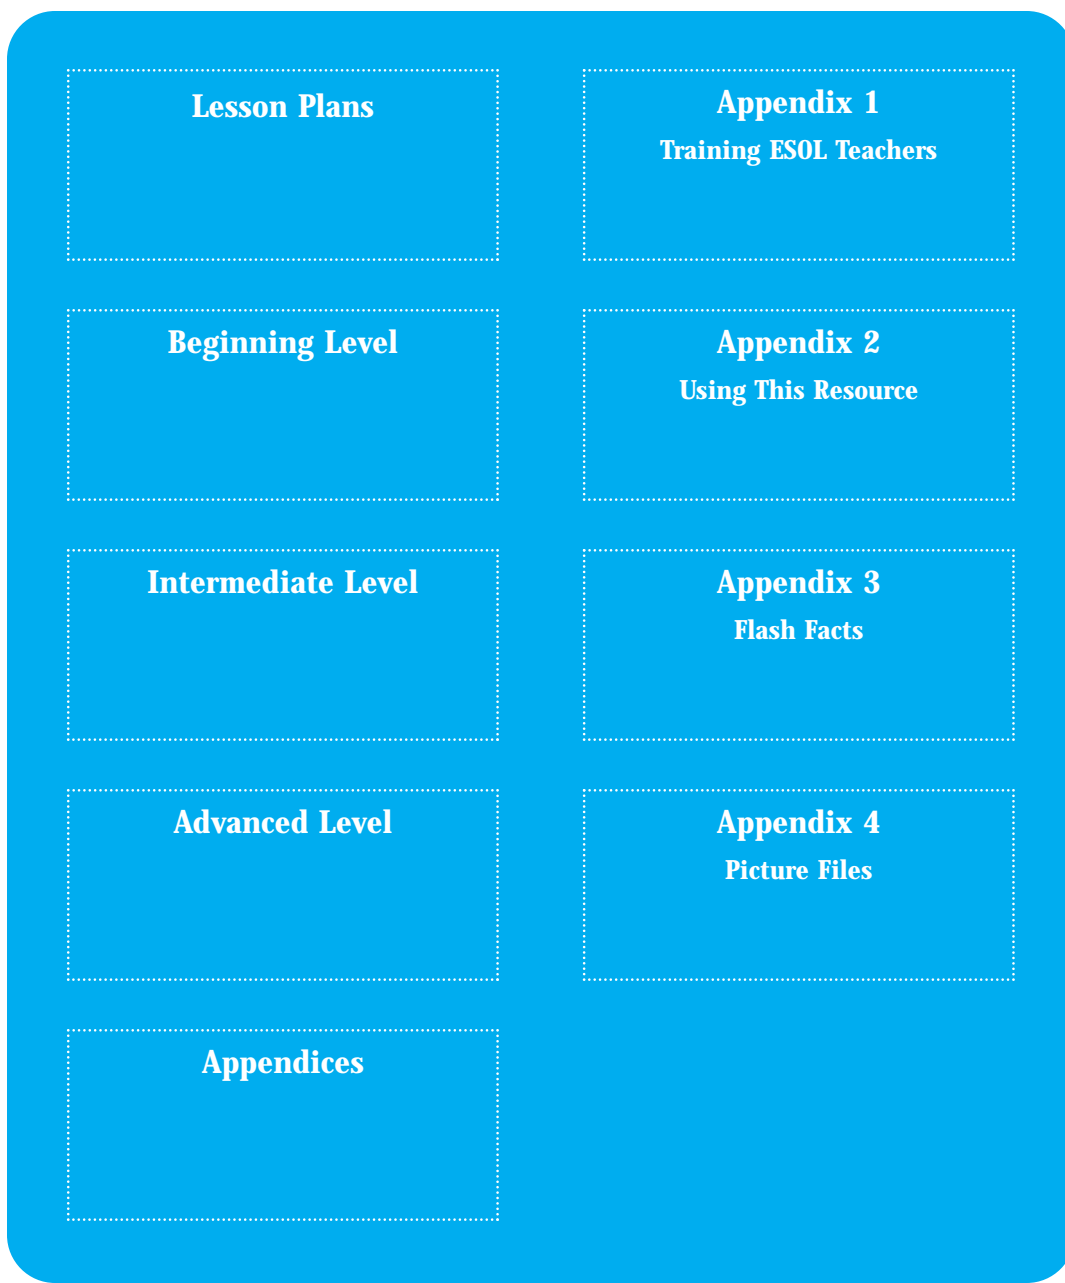 Lesson Plans
Beginning Level
Intermediate Level
Advanced Level
Appendices
Appendix 1
Training ESOL Teachers
Appendix 2
Using This Resource
Appendix 3
Flash Facts
Appendix 4
Picture Files